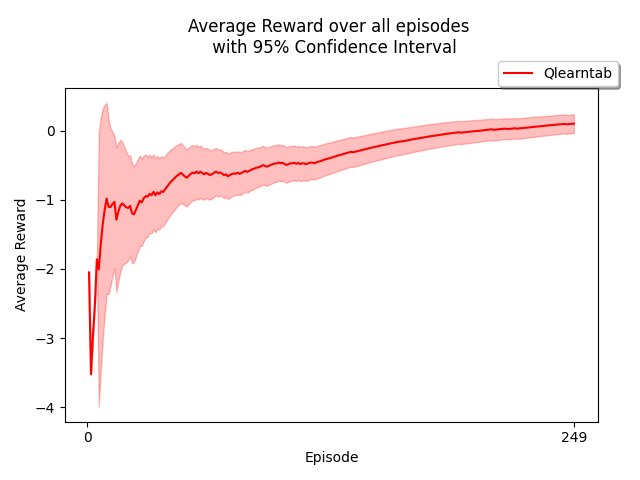 Average Reward over all episodes
with 95% Confidence Interval
Qlearntab
Average Reward
0
−1
−2
−3
−4
0
249
Episode